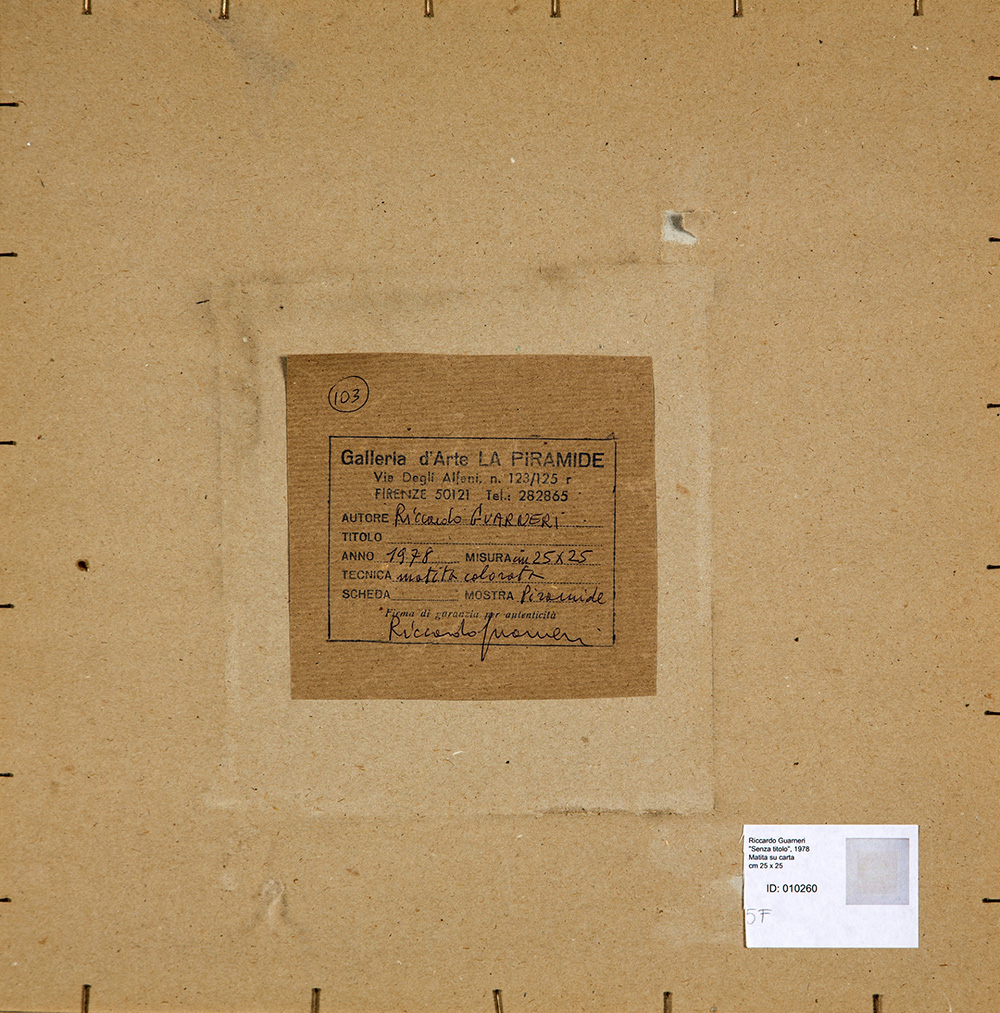 103
Galleria d'Arte LA PIRAMIDE
Via Degli Alfani, n. 123/125 r
FIRENZE 50121 Tel.: 282865
AUTORE Riccardo GUARNERI
TITOLO
ANNO 1978 MISURA cm 25 X 25
TECNICA matita colorata
SCHEDA MOSTRA Piramide
Firma di garanzia per autenticità
Riccardo Guarneri
Riccardo Guarneri
"Senza titolo", 1978
Matita su carta
cm 25 x 25
ID: 010260
5F